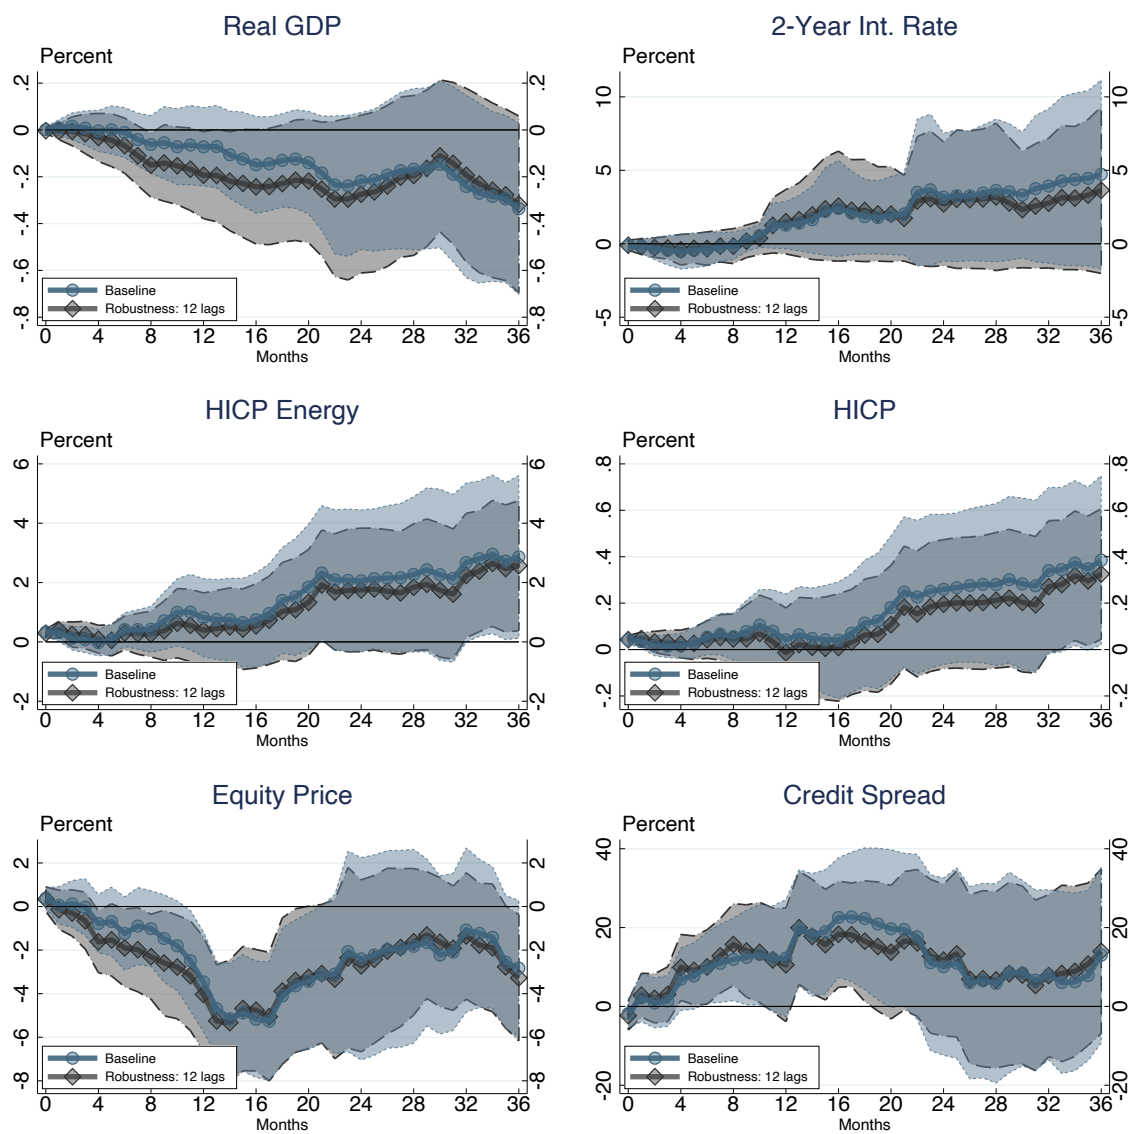 Real GDP
Percent
.2 0 -.2 -.4 -.6 -.8
.2 0 -.2 -.4 -.6 -.8
Baseline
Robustness: 12 lags
0 4 8 12 16 20 24 28 32 36
Months
2-Year Int. Rate
Percent
10 5 0 -5
10 5 0 -5
Baseline
Robustness: 12 lags
0 4 8 12 16 20 24 28 32 36
Months
HICP Energy
Percent
6 4 2 0 -2
6 4 2 0 -2
Baseline
Robustness: 12 lags
0 4 8 12 16 20 24 28 32 36
Months
HICP
Percent
.8 .6 .4 .2 0 -.2
.8 .6 .4 .2 0 -.2
Baseline
Robustness: 12 lags
0 4 8 12 16 20 24 28 32 36
Months
Equity Price
Percent
2 0 -2 -4 -6 -8
2 0 -2 -4 -6 -8
Baseline
Robustness: 12 lags
0 4 8 12 16 20 24 28 32 36
Months
Credit Spread
Percent
40 20 0 -20
40 20 0 -20
Baseline
Robustness: 12 lags
0 4 8 12 16 20 24 28 32 36
Months